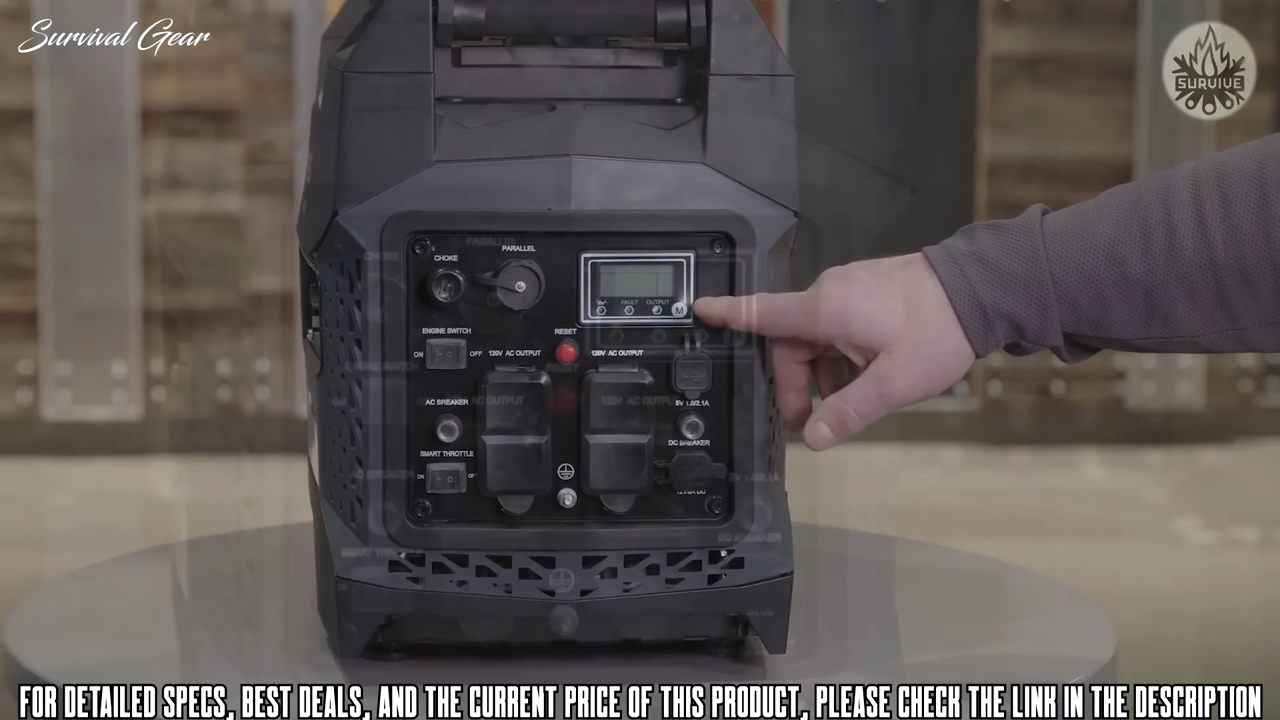 Survival Gear
SURVIVE
PARALLEL
CHOKE
FAULT OUTPUT
M
ENGINE SWITCH
RESET
ON OFF
120V AC OUTPUT
120V AC OUTPUT
AC BREAKER
5V 1.0/2.1A
DC BREAKER
SMART THROTTLE
ON
FOR DETAILED SPECS, BEST DEALS, AND THE CURRENT PRICE OF THIS PRODUCT, PLEASE CHECK THE LINK IN THE DESCRIPTION